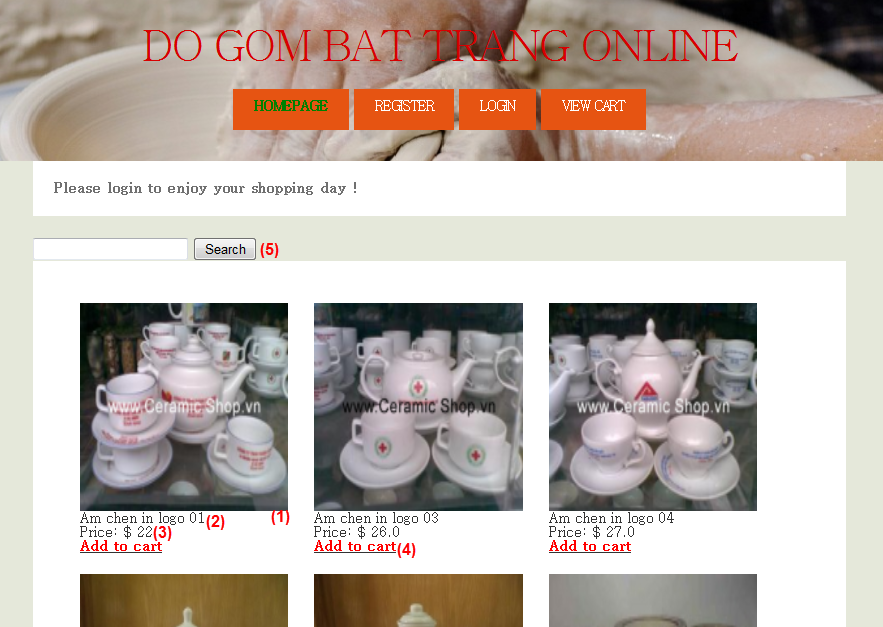 DO GOM BAT TRANG ONLINE
HOMEPAGE REGISTER LOGIN VIEW CART
Please login to enjoy your shopping day !
Search (5)
www.Ceramic Shop.vn www.Ceramic Shop.vn www.Ceramic Shop.vn
(1)
Am chen in logo 01(2) Am chen in logo 03 Am chen in logo 04
Price: $ 22(3) Price: $ 26.0 Price: $ 27.0
Add to cart Add to cart(4) Add to cart